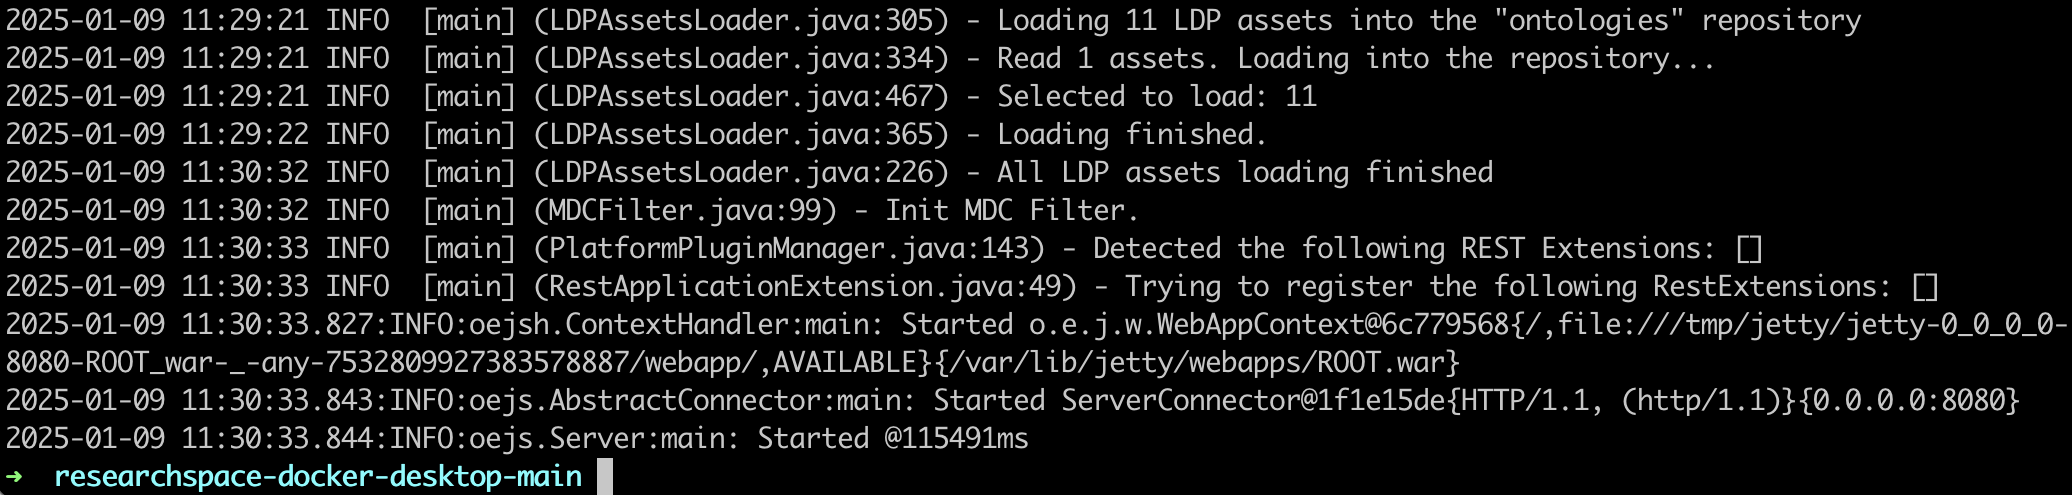 2025-01-09 11:29:21 INFO  [main] (LDPAssetsLoader.java:305) - Loading 11 LDP assets into the "ontologies" repository
2025-01-09 11:29:21 INFO  [main] (LDPAssetsLoader.java:334) - Read 1 assets. Loading into the repository...
2025-01-09 11:29:21 INFO  [main] (LDPAssetsLoader.java:467) - Selected to load: 11
2025-01-09 11:29:22 INFO  [main] (LDPAssetsLoader.java:365) - Loading finished.
2025-01-09 11:30:32 INFO  [main] (LDPAssetsLoader.java:226) - All LDP assets loading finished
2025-01-09 11:30:32 INFO  [main] (MDCFilter.java:99) - Init MDC Filter.
2025-01-09 11:30:33 INFO  [main] (PlatformPluginManager.java:143) - Detected the following REST Extensions: []
2025-01-09 11:30:33 INFO  [main] (RestApplicationExtension.java:49) - Trying to register the following RestExtensions: []
2025-01-09 11:30:33.827:INFO:oejsh.ContextHandler:main: Started o.e.j.w.WebAppContext@6c779568{/,file:///tmp/jetty/jetty-0_0_0_0-
8080-ROOT_war-_-any-7532809927383578887/webapp/,AVAILABLE}{/var/lib/jetty/webapps/ROOT.war}
2025-01-09 11:30:33.843:INFO:oejs.AbstractConnector:main: Started ServerConnector@1f1e15de{HTTP/1.1, (http/1.1)}{0.0.0.0:8080}
2025-01-09 11:30:33.844:INFO:oejs.Server:main: Started @115491ms
➜  researchspace-docker-desktop-main